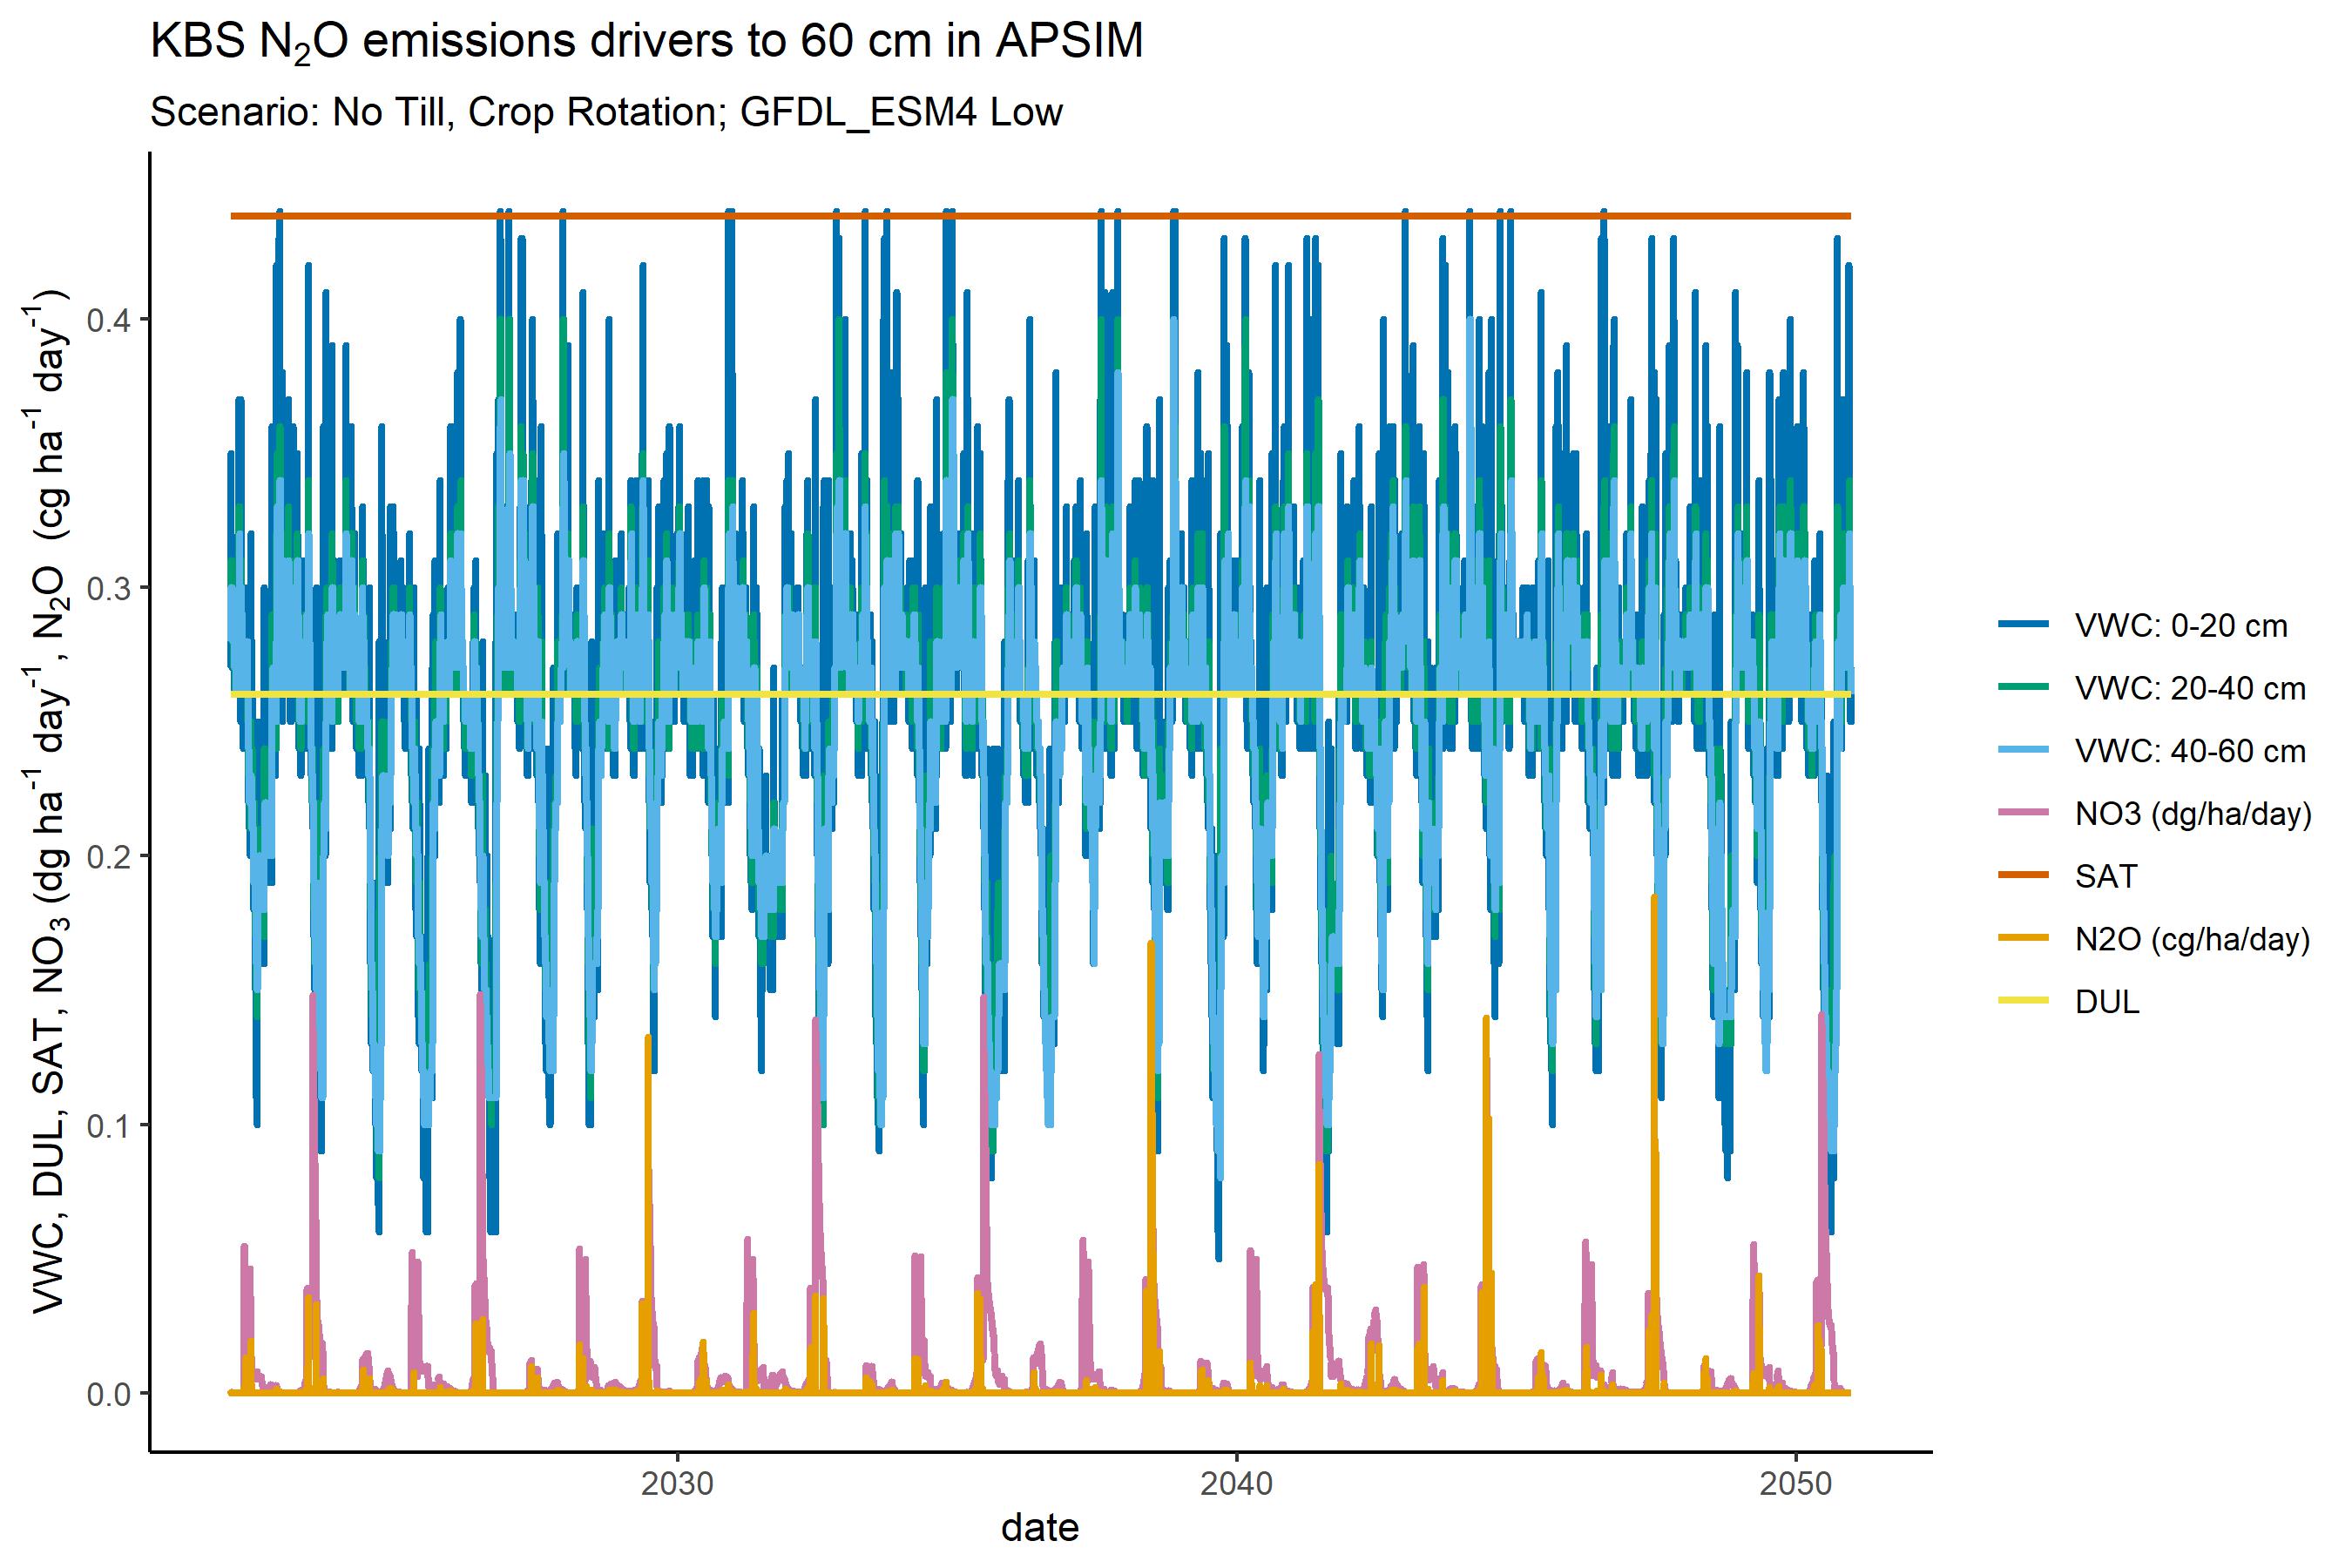 KBS N₂O emissions drivers to 60 cm in APSIM
Scenario: No Till, Crop Rotation; GFDL_ESM4 Low
VWC, DUL, SAT, NO₃ (dg ha⁻¹ day⁻¹, N₂O (cg ha⁻¹ day⁻¹)
0.4
0.3
0.2
0.1
0.0
2030
2040
2050
date
VWC: 0-20 cm
VWC: 20-40 cm
VWC: 40-60 cm
NO3 (dg/ha/day)
SAT
N2O (cg/ha/day)
DUL